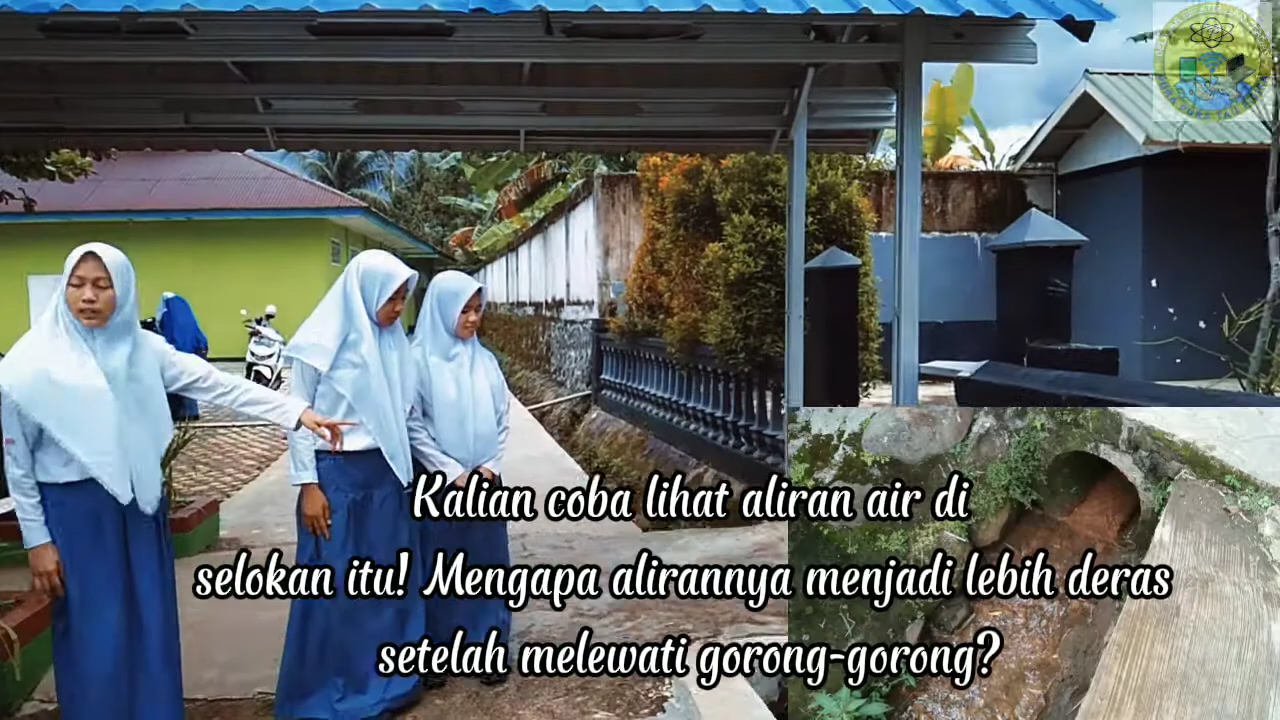 Kalian coba lihat aliran air di
selokan itu! Mengapa alirannya menjadi lebih deras
setelah melewati gorong-gorong?